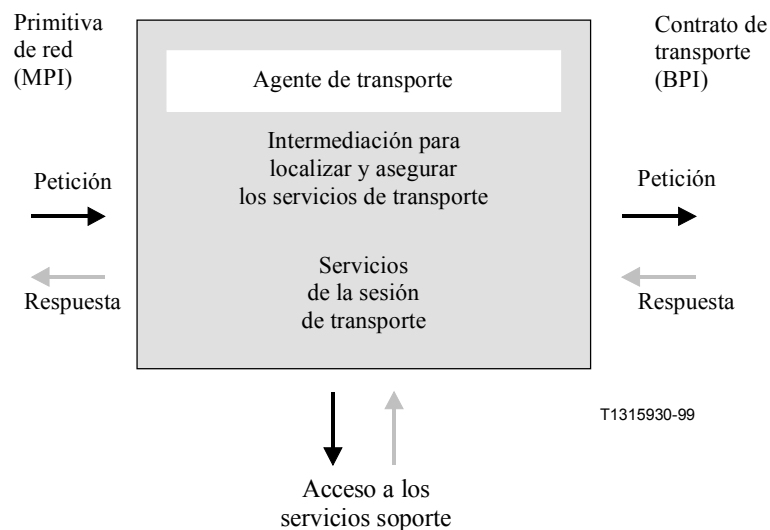 Primitiva
de red
(MPI)
Contrato de
transporte
(BPI)
Agente de transporte
Intermediación para
localizar y asegurar
los servicios de transporte
Petición
Petición
Servicios
de la sesión
de transporte
Respuesta
Respuesta
T1315930-99
Acceso a los
servicios soporte